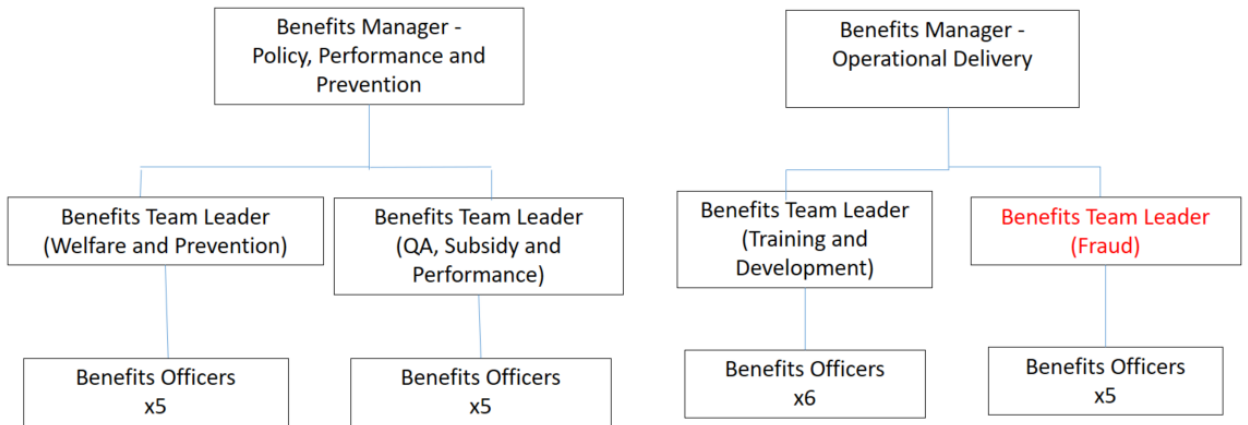 Benefits Manager -
Policy, Performance and
Prevention
Benefits Manager -
Operational Delivery
Benefits Team Leader
(Welfare and Prevention)
Benefits Team Leader
(QA, Subsidy and
Performance)
Benefits Team Leader
(Training and
Development)
Benefits Team Leader
(Fraud)
Benefits Officers
x5
Benefits Officers
x5
Benefits Officers
x6
Benefits Officers
x5